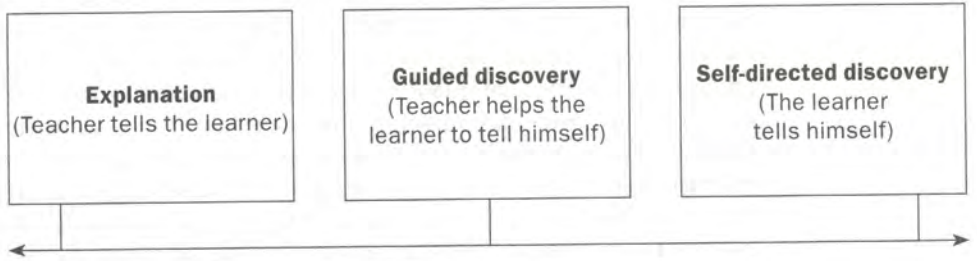 Explanation
(Teacher tells the learner)
Guided discovery
(Teacher helps the
learner to tell himself)
Self-directed discovery
(The learner
tells himself)